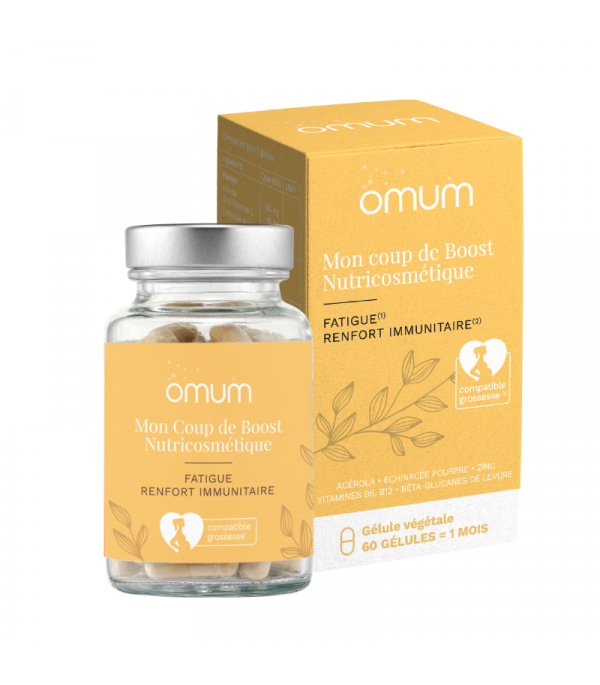 omum
omum
Mon coup de Boost
Nutricosmétique
FATIGUE(1)
RENFORT IMMUNITAIRE(2)
compatible
grossesse
ACÉROLA • ECHINACÉE POURPRE • ZINC
VITAMINES B6, B12 • BÊTA-GLUCANES DE LEVURE
Gélule végétale
60 GÉLULES = 1 MOIS
omum
Mon Coup de Boost
Nutricosmétique
FATIGUE
RENFORT IMMUNITAIRE
compatible
grossesse